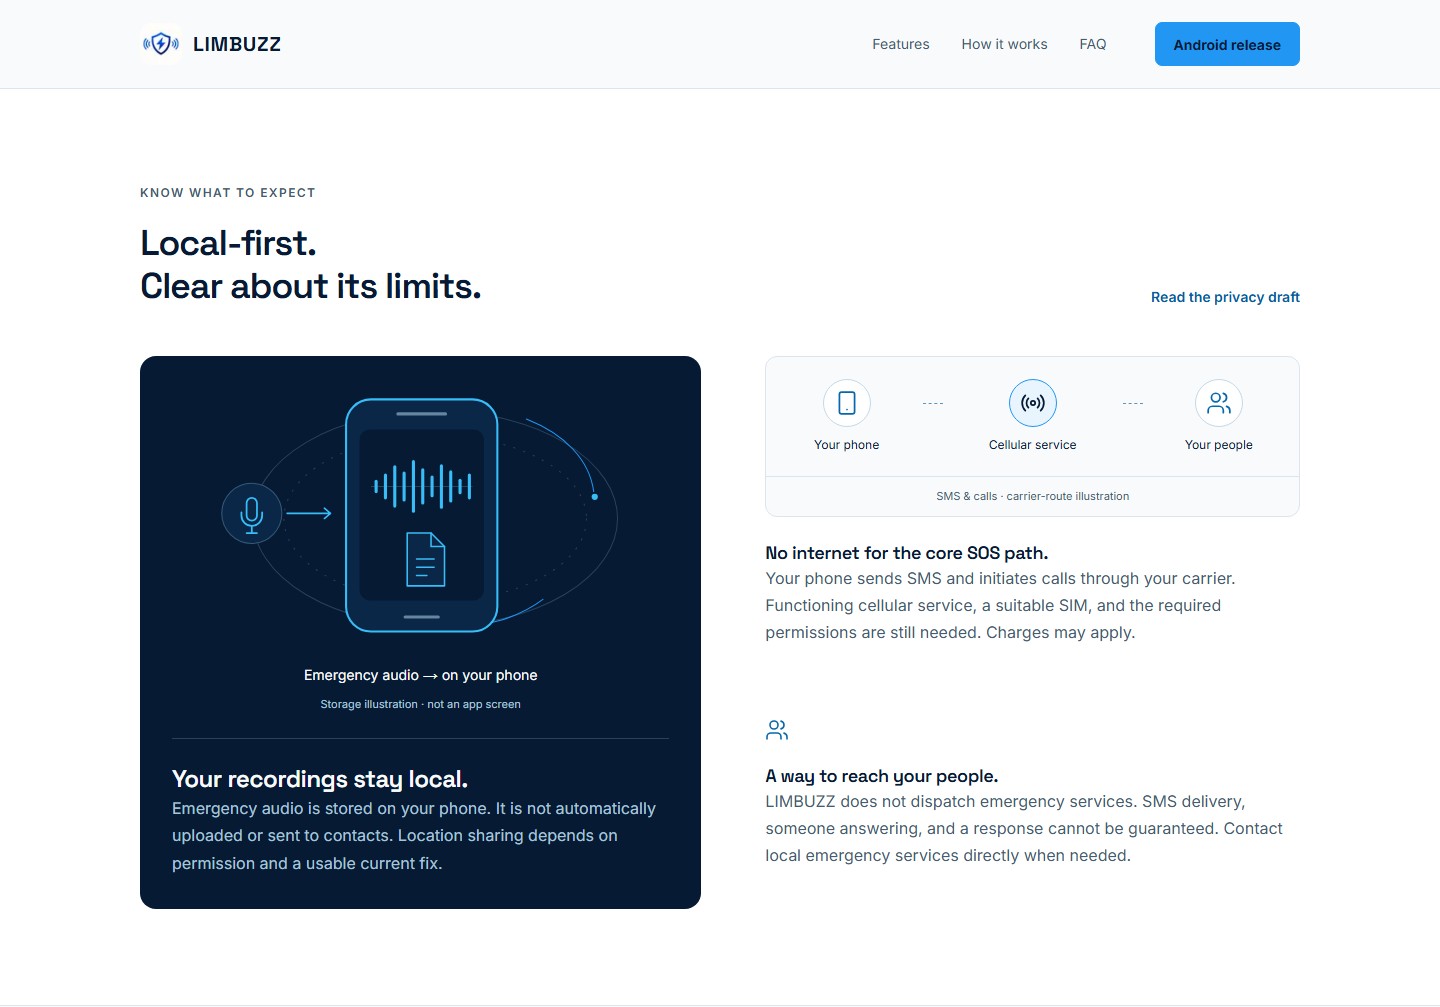 LIMBUZZ
Features
How it works
FAQ
Android release
KNOW WHAT TO EXPECT
Local-first.
Clear about its limits.
Read the privacy draft
Emergency audio → on your phone
Storage illustration · not an app screen
Your recordings stay local.
Emergency audio is stored on your phone. It is not automatically
uploaded or sent to contacts. Location sharing depends on
permission and a usable current fix.
Your phone
Cellular service
Your people
SMS & calls · carrier-route illustration
No internet for the core SOS path.
Your phone sends SMS and initiates calls through your carrier.
Functioning cellular service, a suitable SIM, and the required
permissions are still needed. Charges may apply.
A way to reach your people.
LIMBUZZ does not dispatch emergency services. SMS delivery,
someone answering, and a response cannot be guaranteed. Contact
local emergency services directly when needed.